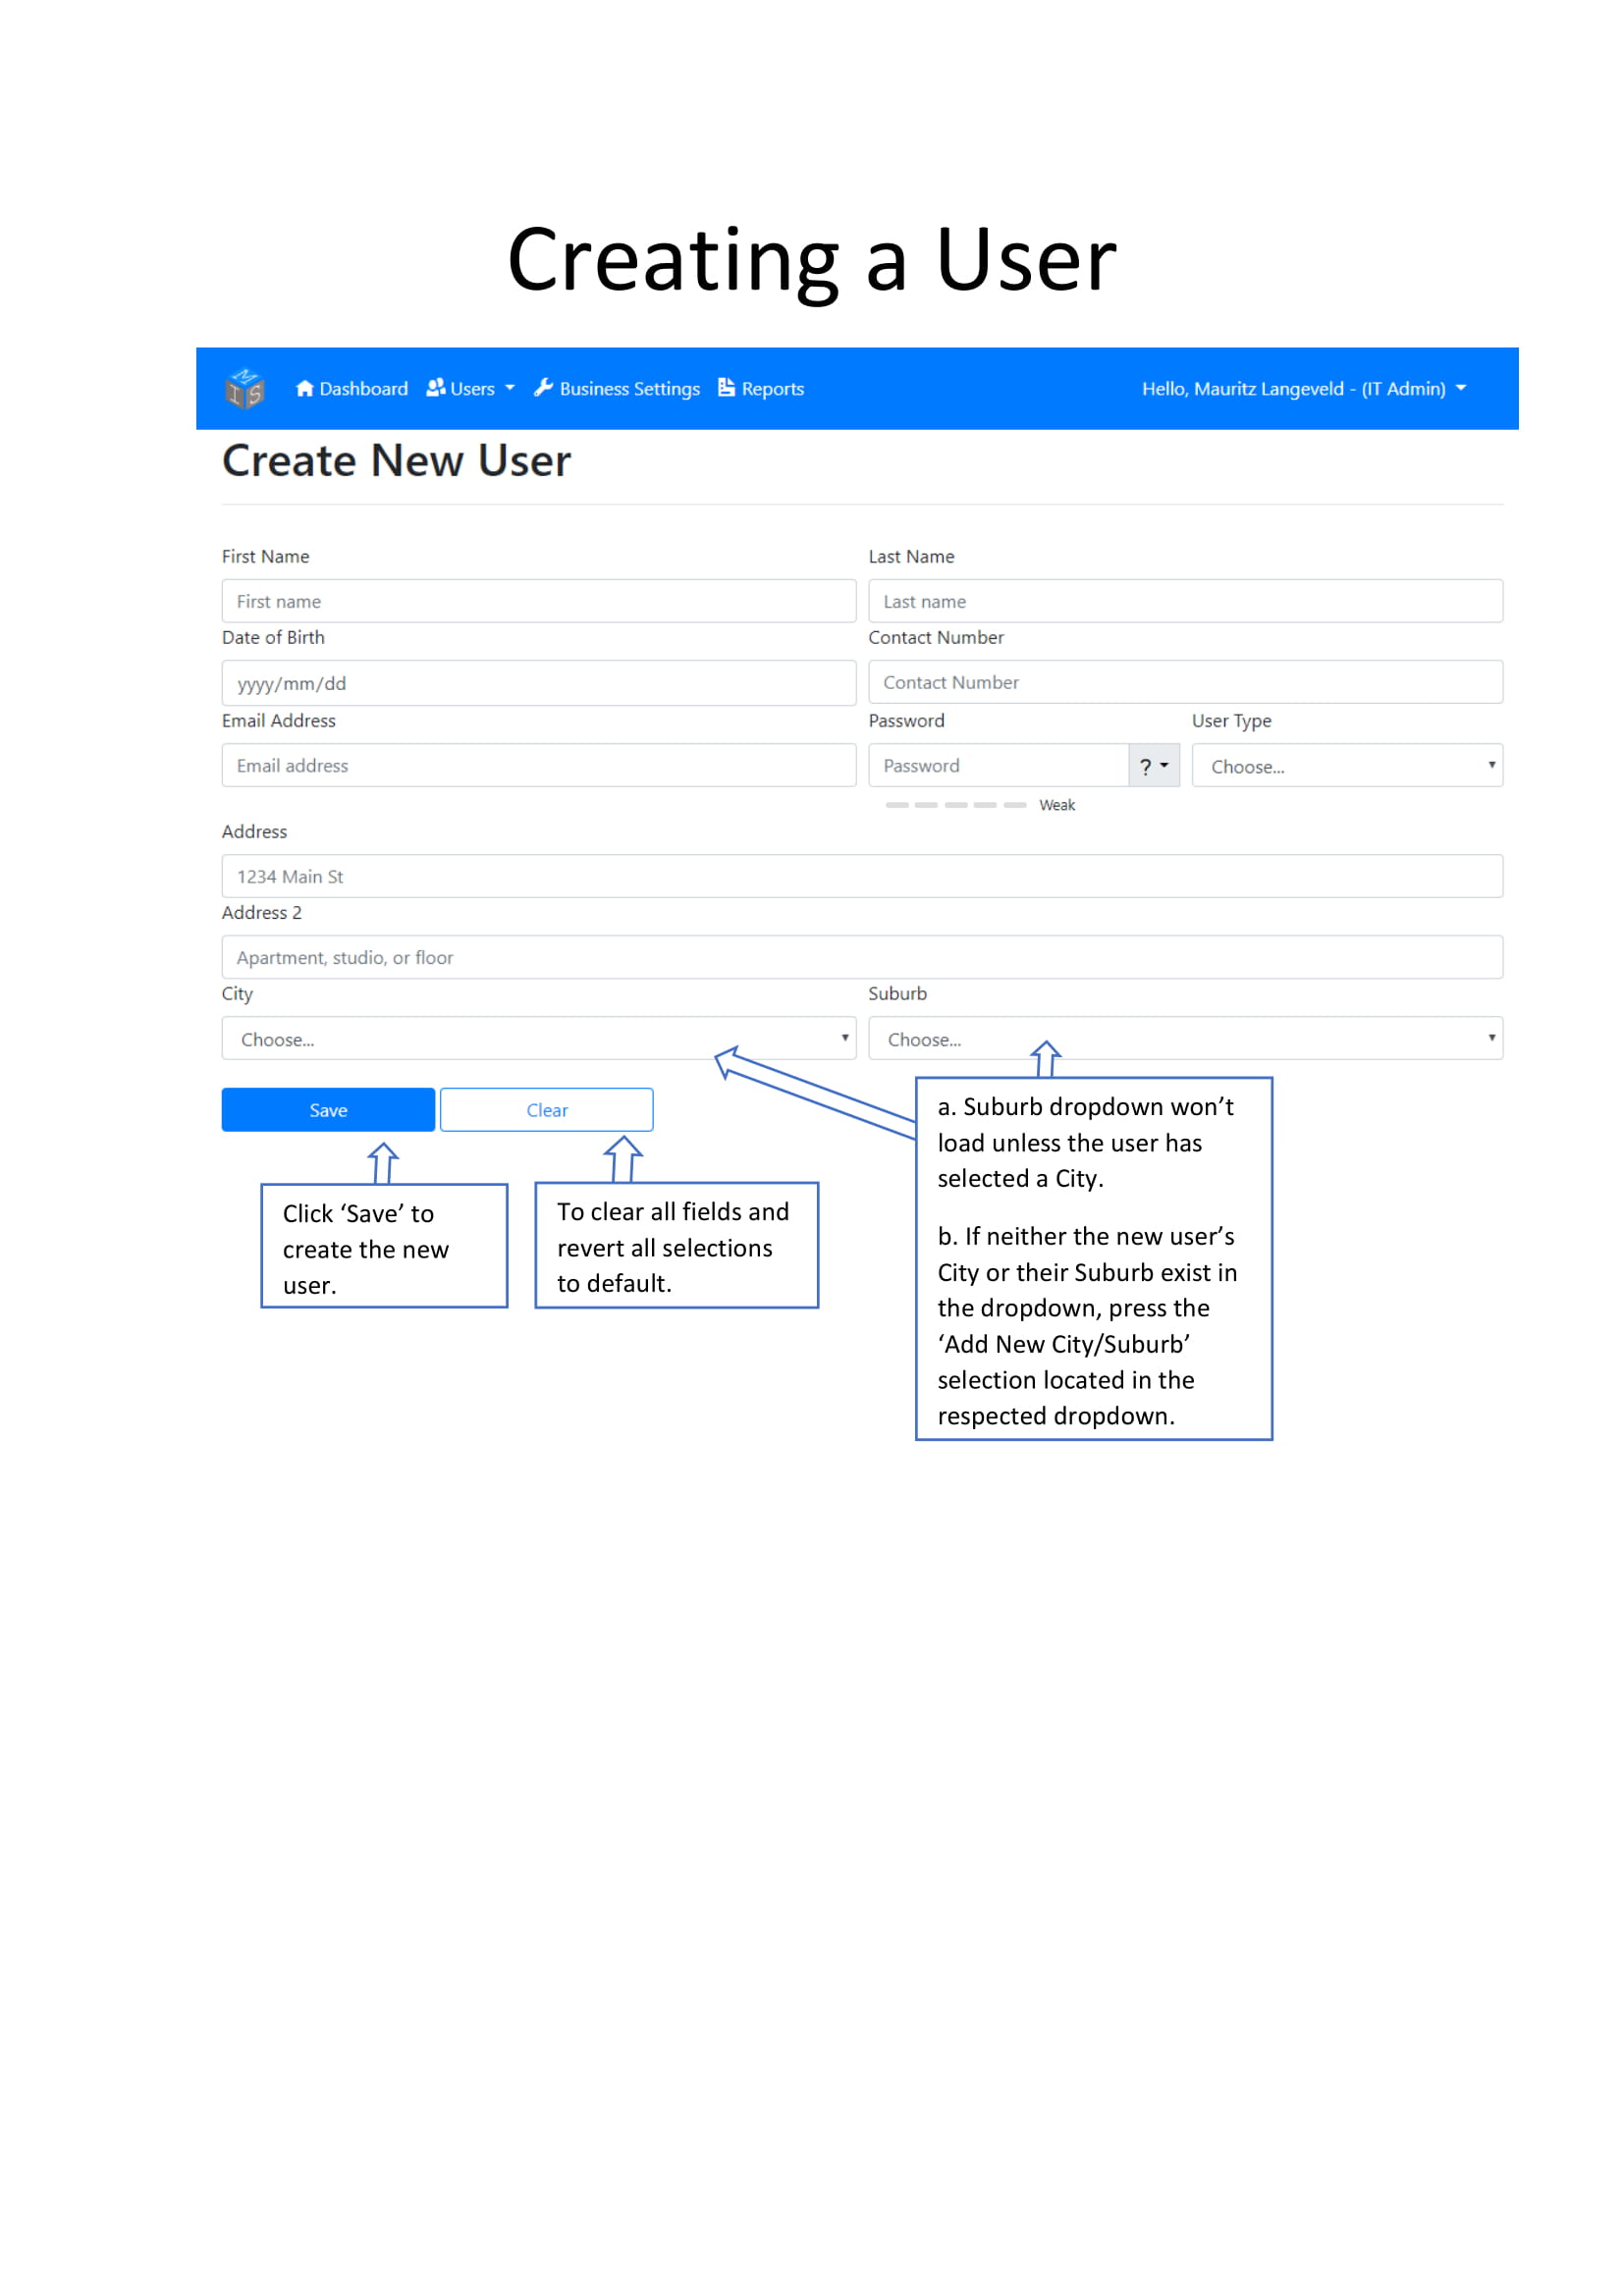 Creating a User
M I S
Dashboard Users Business Settings Reports Hello, Mauritz Langeveld - (IT Admin)
Create New User
First Name Last Name
First name Last name
Date of Birth Contact Number
yyyy/mm/dd Contact Number
Email Address Password User Type
Email address Password ? Choose...
Weak
Address
1234 Main St
Address 2
Apartment, studio, or floor
City Suburb
Choose... Choose...
Save Clear
Click ‘Save’ to
create the new
user.
To clear all fields and
revert all selections
to default.
a. Suburb dropdown won’t
load unless the user has
selected a City.
b. If neither the new user’s
City or their Suburb exist in
the dropdown, press the
‘Add New City/Suburb’
selection located in the
respected dropdown.